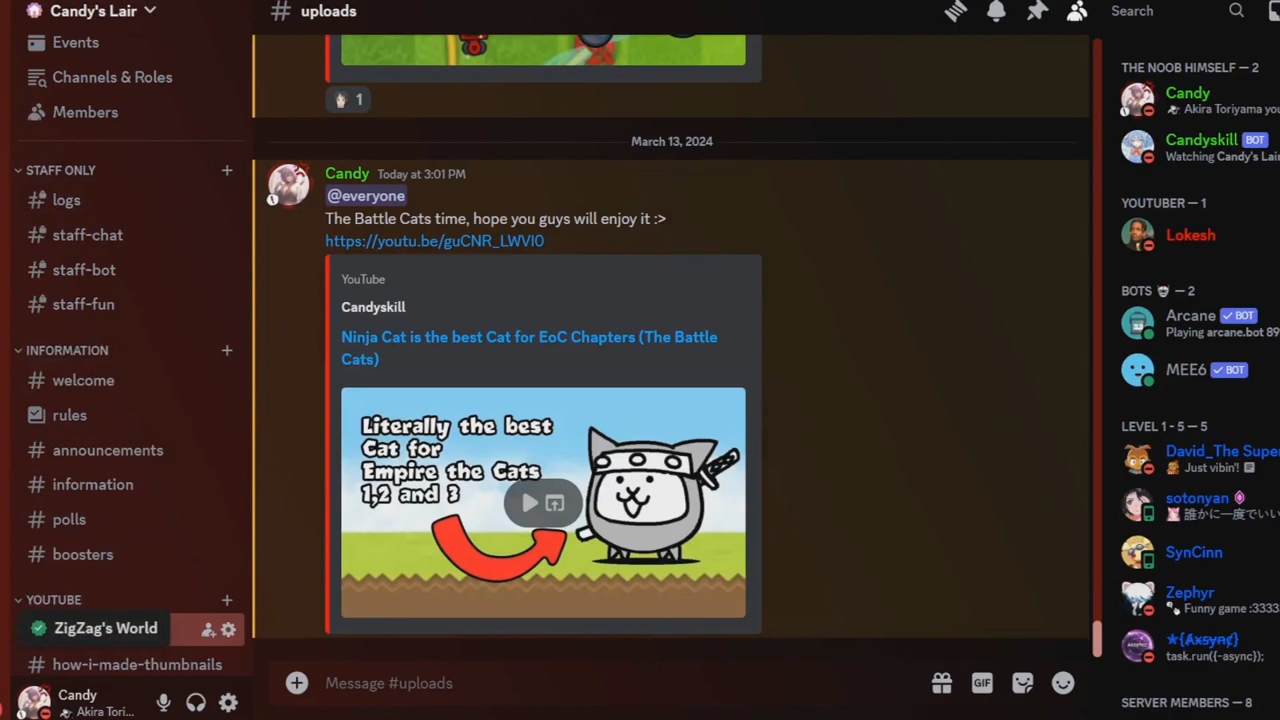 Candy's Lair
Events
Channels & Roles
Members
STAFF ONLY
logs
staff-chat
staff-bot
staff-fun
INFORMATION
welcome
rules
announcements
information
polls
boosters
YOUTUBE
ZigZag's World
how-i-made-thumbnails
Candy
Akira Tori...
uploads
1
March 13, 2024
Candy Today at 3:01 PM
@everyone
The Battle Cats time, hope you guys will enjoy it :>
https://youtu.be/guCNR_LWVI0
YouTube
Candyskill
Ninja Cat is the best Cat for EoC Chapters (The Battle
Cats)
Literally the best
Cat for
Empire the Cats
1,2 and 3
Message #uploads
GIF
Search
THE NOOB HIMSELF — 2
Candy
Akira Toriyama you
Candyskill BOT
Watching Candy's Lair
YOUTUBER — 1
Lokesh
BOTS — 2
Arcane BOT
Playing arcane.bot 89
MEE6 BOT
LEVEL 1 - 5 — 5
David_The Super
Just vibin'!
sotonyan
誰かに一度でいい
SynCinn
Zephyr
Funny game :3333
★{Axsync}
task.run({-async});
SERVER MEMBERS — 8